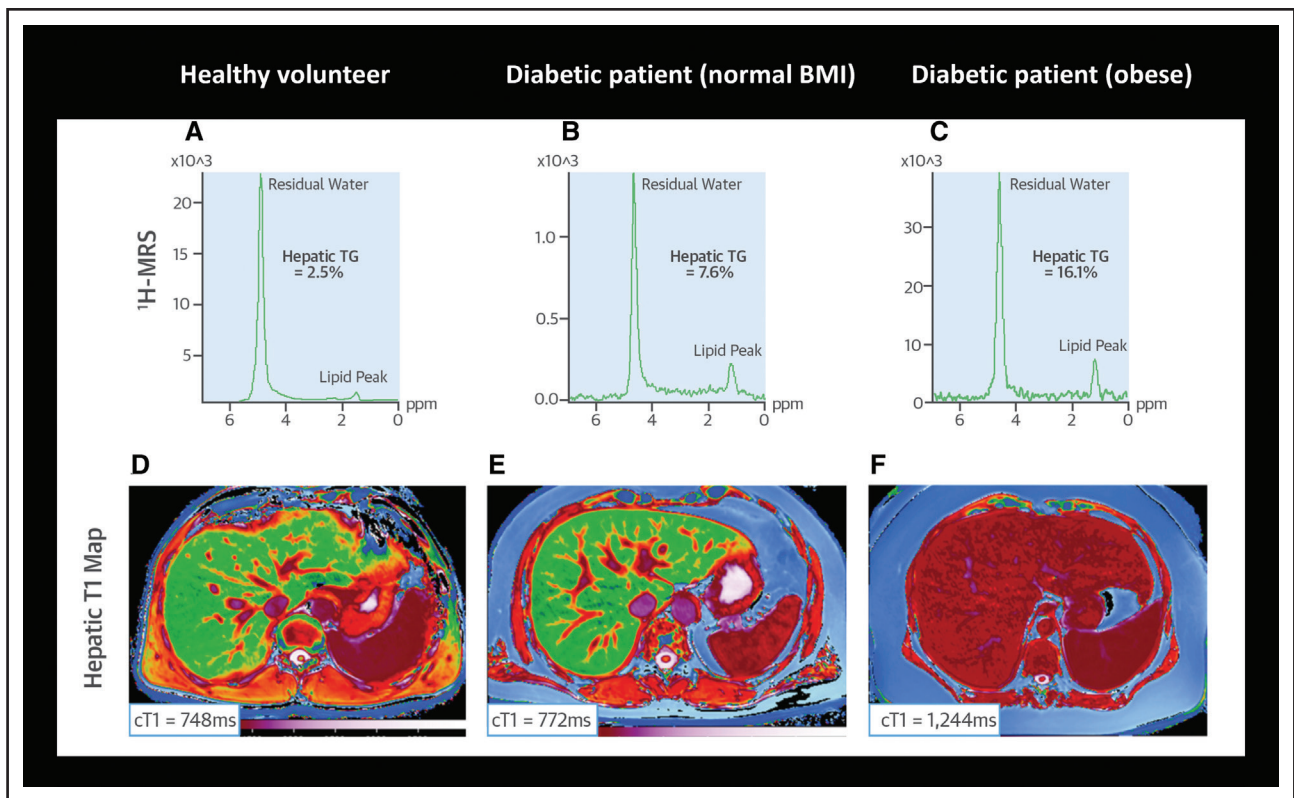 Healthy volunteer
Diabetic patient (normal BMI)
Diabetic patient (obese)
A
B
C
¹H-MRS
x10^3
Residual Water
20
15
10
5
Hepatic TG
= 2.5%
Lipid Peak
6
4
2
0
ppm
x10^3
Residual Water
1.0
0.5
0.0
Hepatic TG
= 7.6%
Lipid Peak
6
4
2
0
ppm
x10^3
Residual Water
30
20
10
0
Hepatic TG
= 16.1%
Lipid Peak
6
4
2
0
ppm
Hepatic T1 Map
D
E
F
cT1 = 748ms
cT1 = 772ms
cT1 = 1,244ms